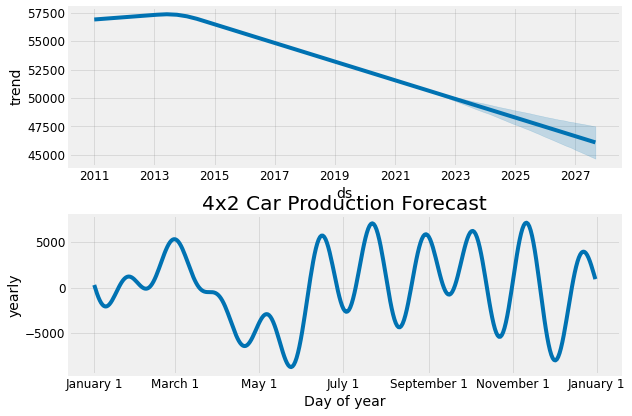 57500
55000
52500
50000
47500
45000
trend
2011 2013 2015 2017 2019 2021 2023 2025 2027
ds
4x2 Car Production Forecast
5000
0
−5000
yearly
January 1 March 1 May 1 July 1 September 1 November 1 January 1
Day of year